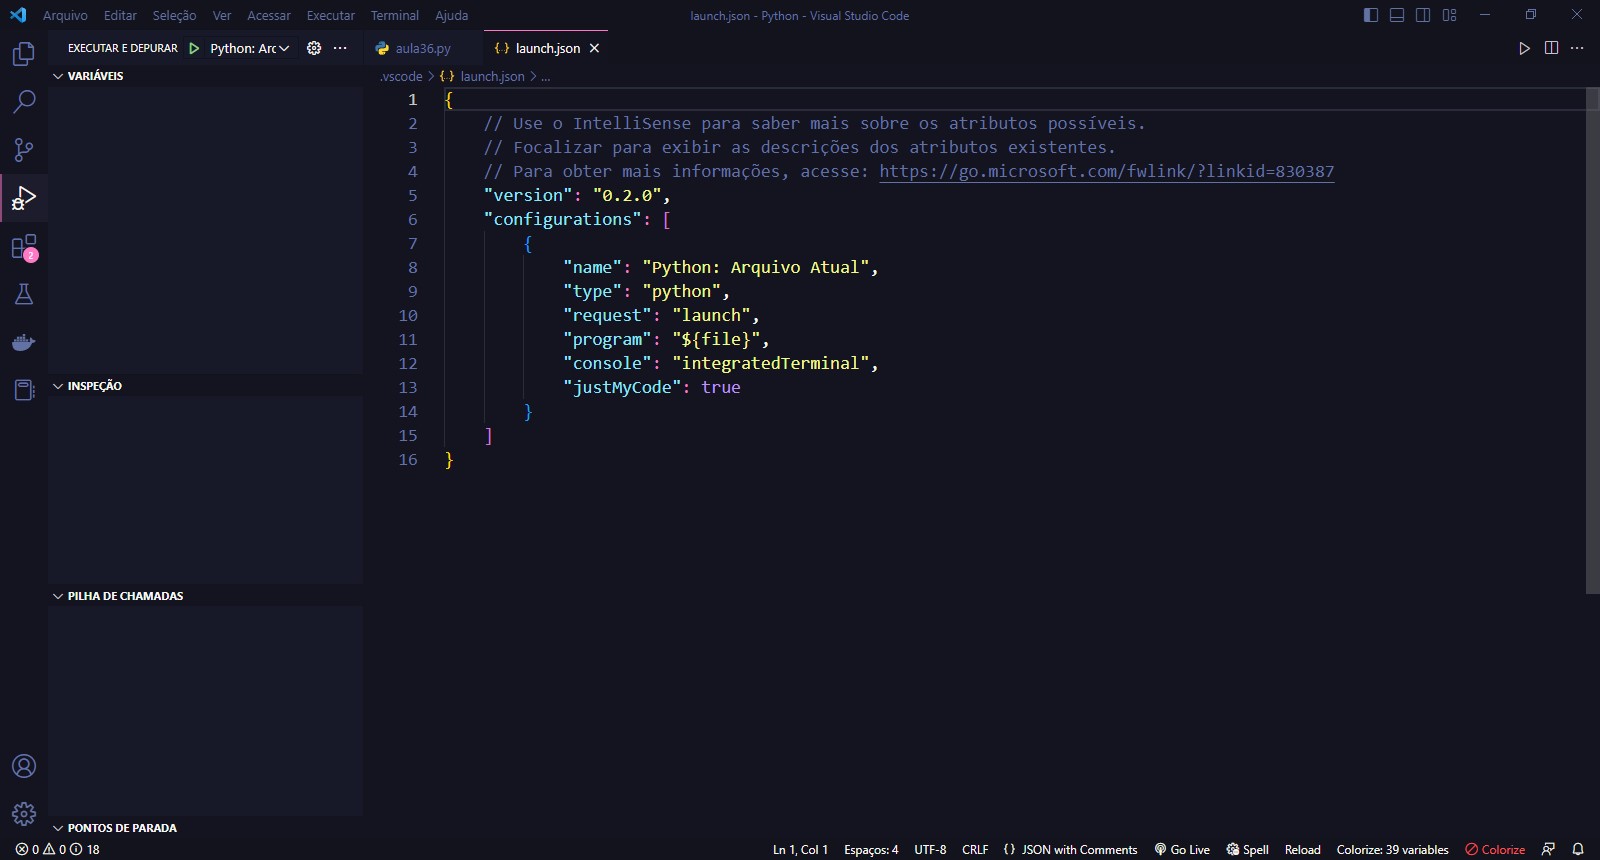 Arquivo Editar Seleção Ver Acessar Executar Terminal Ajuda launch.json - Python - Visual Studio Code
EXECUTAR E DEPURAR Python: Arc aula36.py {..} launch.json
VARIÁVEIS
.vscode > {..} launch.json > ...
1 {
2 // Use o IntelliSense para saber mais sobre os atributos possíveis.
3 // Focalizar para exibir as descrições dos atributos existentes.
4 // Para obter mais informações, acesse: https://go.microsoft.com/fwlink/?linkid=830387
5 "version": "0.2.0",
6 "configurations": [
7 {
8 "name": "Python: Arquivo Atual",
9 "type": "python",
10 "request": "launch",
11 "program": "${file}",
12 "console": "integratedTerminal",
13 "justMyCode": true
14 }
15 ]
16 }
2
INSPEÇÃO
PILHA DE CHAMADAS
PONTOS DE PARADA
0 0 18 Ln 1, Col 1 Espaços: 4 UTF-8 CRLF {} JSON with Comments Go Live Spell Reload Colorize: 39 variables Colorize